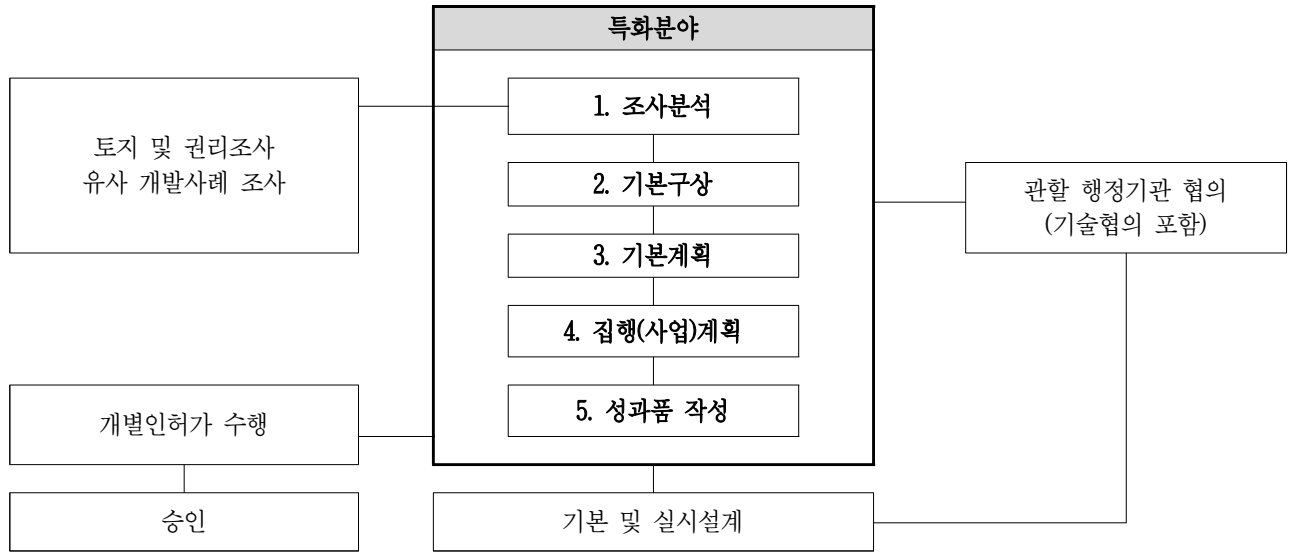 특화분야
1. 조사분석
토지 및 권리조사
유사 개발사례 조사
2. 기본구상
관할 행정기관 협의
(기술협의 포함)
3. 기본계획
4. 집행(사업)계획
5. 성과품 작성
개별인허가 수행
승인
기본 및 실시설계